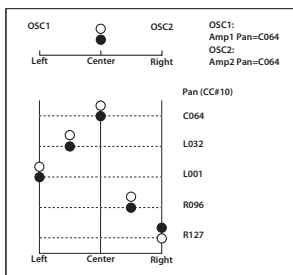 OSC1 OSC2
Left Center Right
OSC1:
Amp1 Pan=C064
OSC2:
Amp2 Pan=C064
Pan (CC#10)
C064
L032
L001
R096
R127
Left Center Right